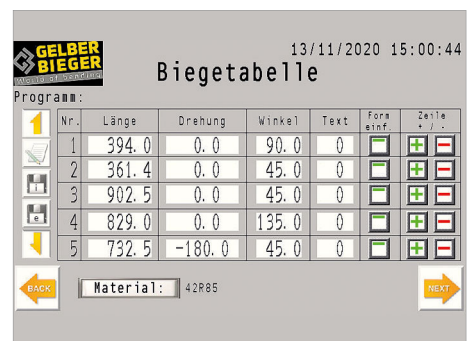 GELBER
BIEGER
World of bending
13/11/2020 15:00:44
Biegetabelle
Programm:
Nr. Länge Drehung Winkel Text Form einf. Zeile + / -
1 394.0 0.0 90.0 0
2 361.4 0.0 45.0 0
3 902.5 0.0 45.0 0
4 829.0 0.0 135.0 0
5 732.5 -180.0 45.0 0
i
e
BACK Material: 42R85 NEXT